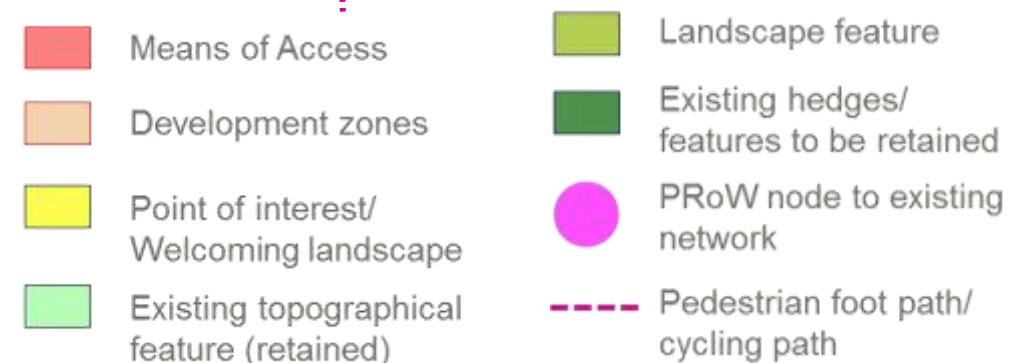 Means of Access
Development zones
Point of interest/
Welcoming landscape
Existing topographical
feature (retained)
Landscape feature
Existing hedges/
features to be retained
PRoW node to existing
network
Pedestrian foot path/
cycling path